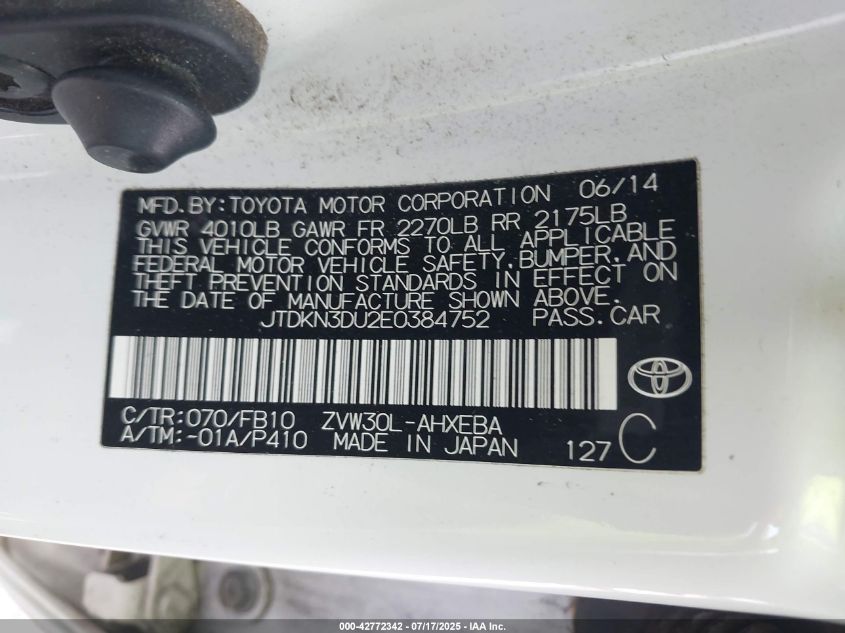 MFD.BY:TOYOTA MOTOR CORPORATION 06/14
GVWR 4010LB GAWR FR 2270LB RR 2175LB
THIS VEHICLE CONFORMS TO ALL APPLICABLE
FEDERAL MOTOR VEHICLE SAFETY,BUMPER,AND
THEFT PREVENTION STANDARDS IN EFFECT ON
THE DATE OF MANUFACTURE SHOWN ABOVE.
JTDKN3DU2E0384752 PASS.CAR
C/TR:070/FB10 ZVW30L-AHXEBA
A/TM:-01A/P410 MADE IN JAPAN 127 C
000-42772342 / 07/17/2025 - IAA Inc.